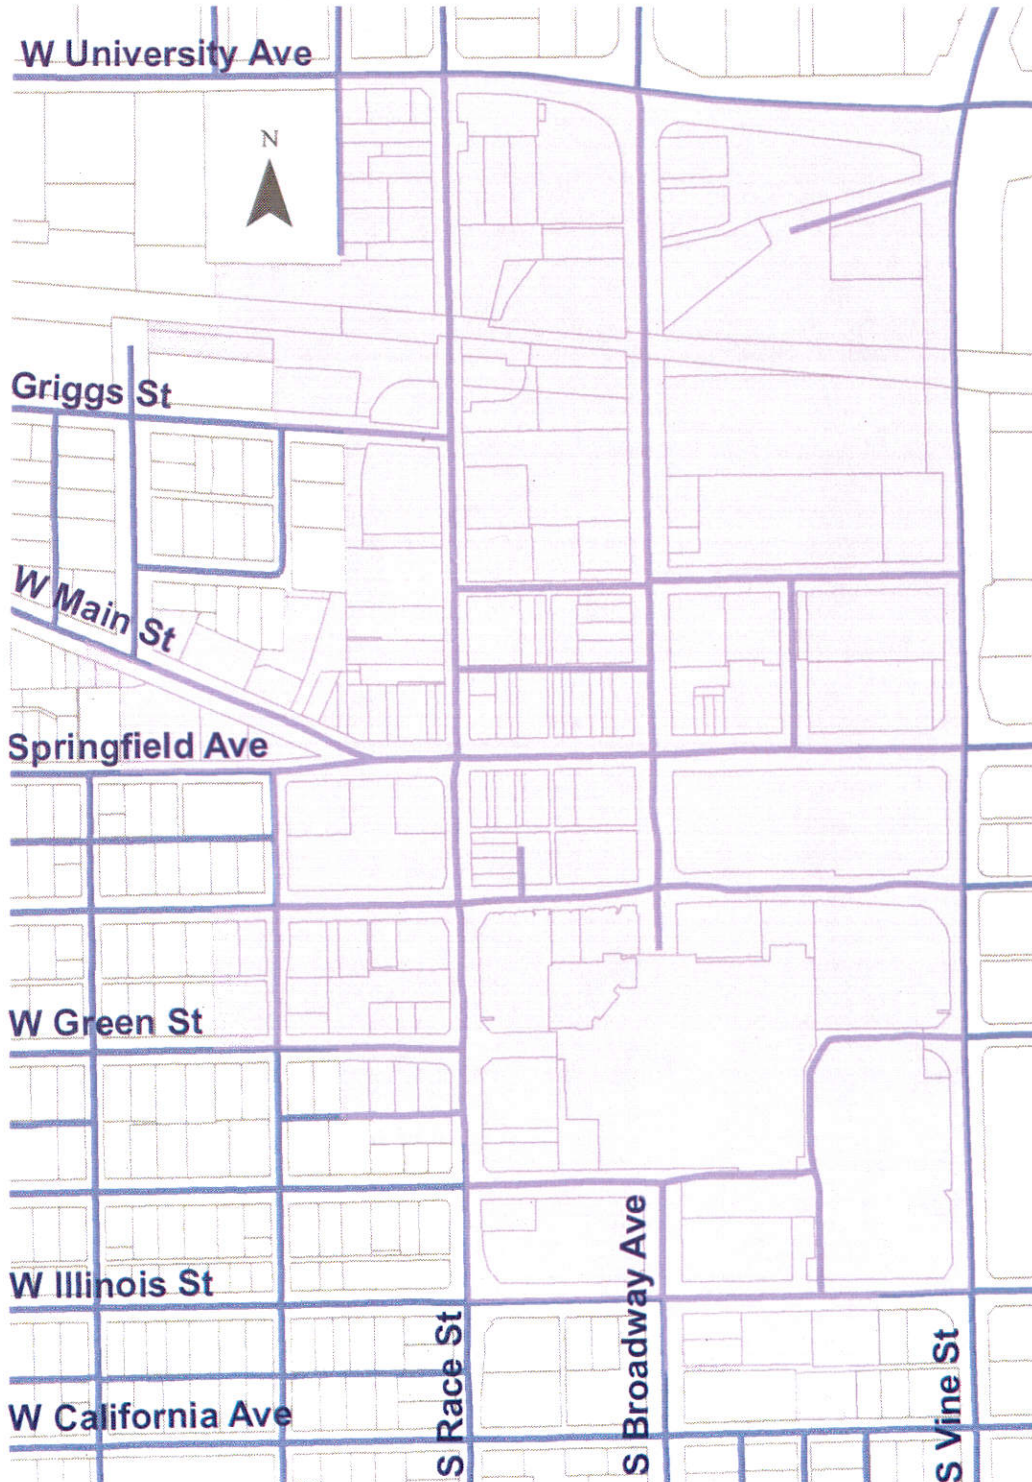 W University Ave
N
Griggs St
W Main St
Springfield Ave
W Green St
W Illinois St
W California Ave
S Race St
S Broadway Ave
S Vine St